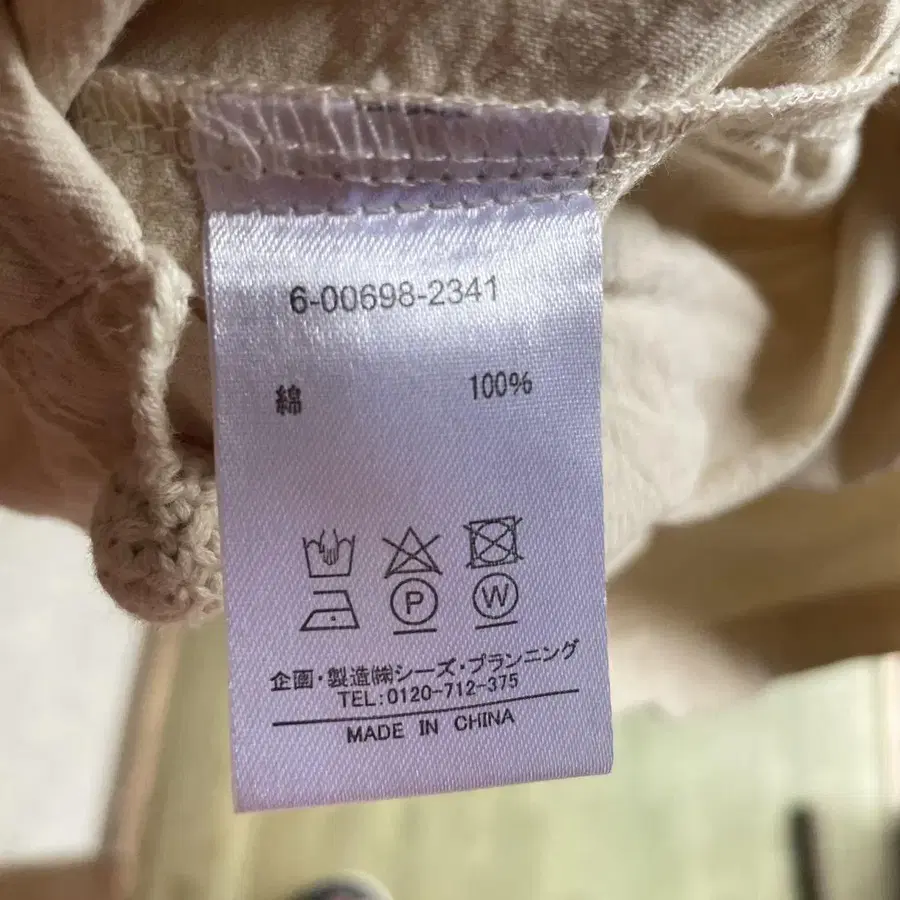 6-00698-2341
綿 100%
P W
企画・製造㈱シーズ・プランニング
TEL:0120-712-375
MADE IN CHINA